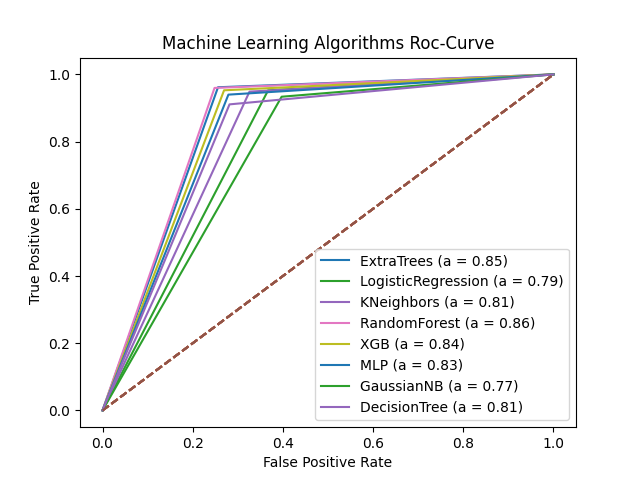 Machine Learning Algorithms Roc-Curve
1.0
0.8
0.6
0.4
0.2
0.0
True Positive Rate
ExtraTrees (a = 0.85)
LogisticRegression (a = 0.79)
KNeighbors (a = 0.81)
RandomForest (a = 0.86)
XGB (a = 0.84)
MLP (a = 0.83)
GaussianNB (a = 0.77)
DecisionTree (a = 0.81)
0.0 0.2 0.4 0.6 0.8 1.0
False Positive Rate